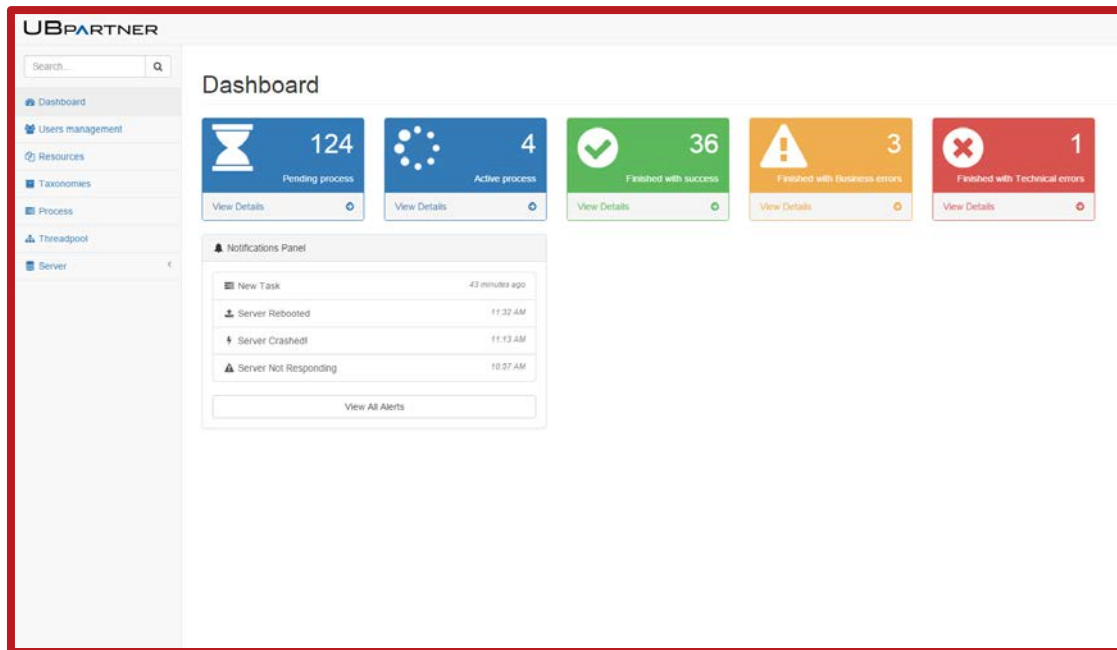 UBPARTNER
Search...
Dashboard
Users management
Resources
Taxonomies
Process
Threadpool
Server
Dashboard
124
Pending process
View Details
4
Active process
View Details
36
Finished with success
View Details
3
Finished with Business errors
View Details
1
Finished with Technical errors
View Details
Notifications Panel
New Task 43 minutes ago
Server Rebooted 11:32 AM
Server Crashed! 11:13 AM
Server Not Responding 10:57 AM
View All Alerts